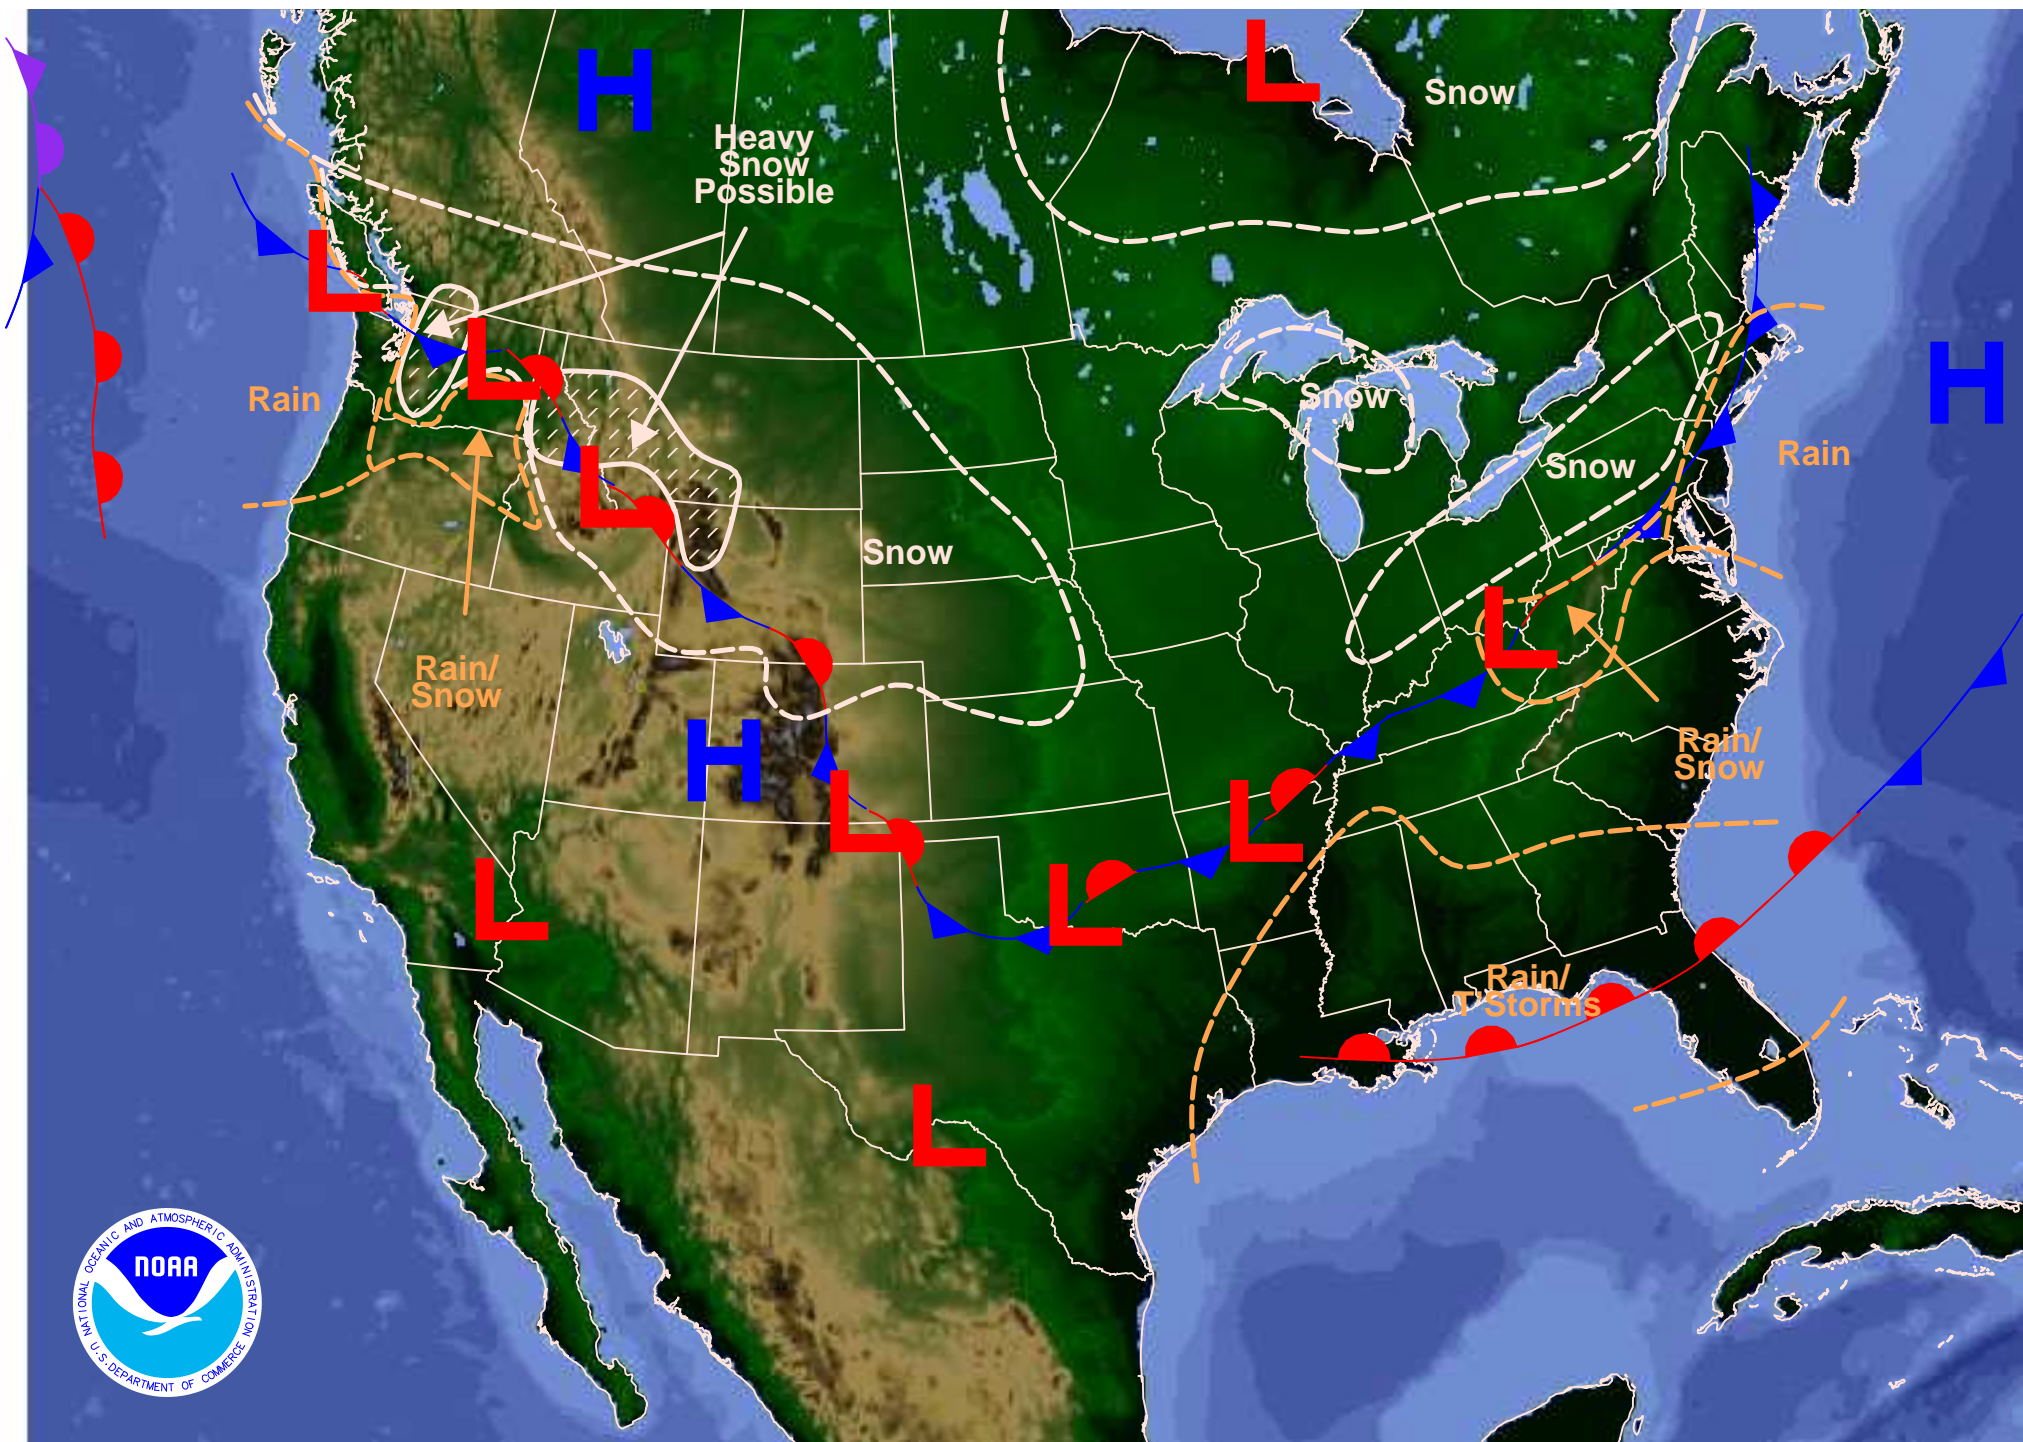 H
L
Snow
Heavy
Snow
Possible
L
L
H
Rain
Snow
Rain
Snow
L
Snow
L
Rain/
Snow
H
Rain/
Snow
L
L
L
L
Rain/
T'Storms
L
NATIONAL OCEANIC AND ATMOSPHERIC ADMINISTRATION
NOAA
U.S. DEPARTMENT OF COMMERCE